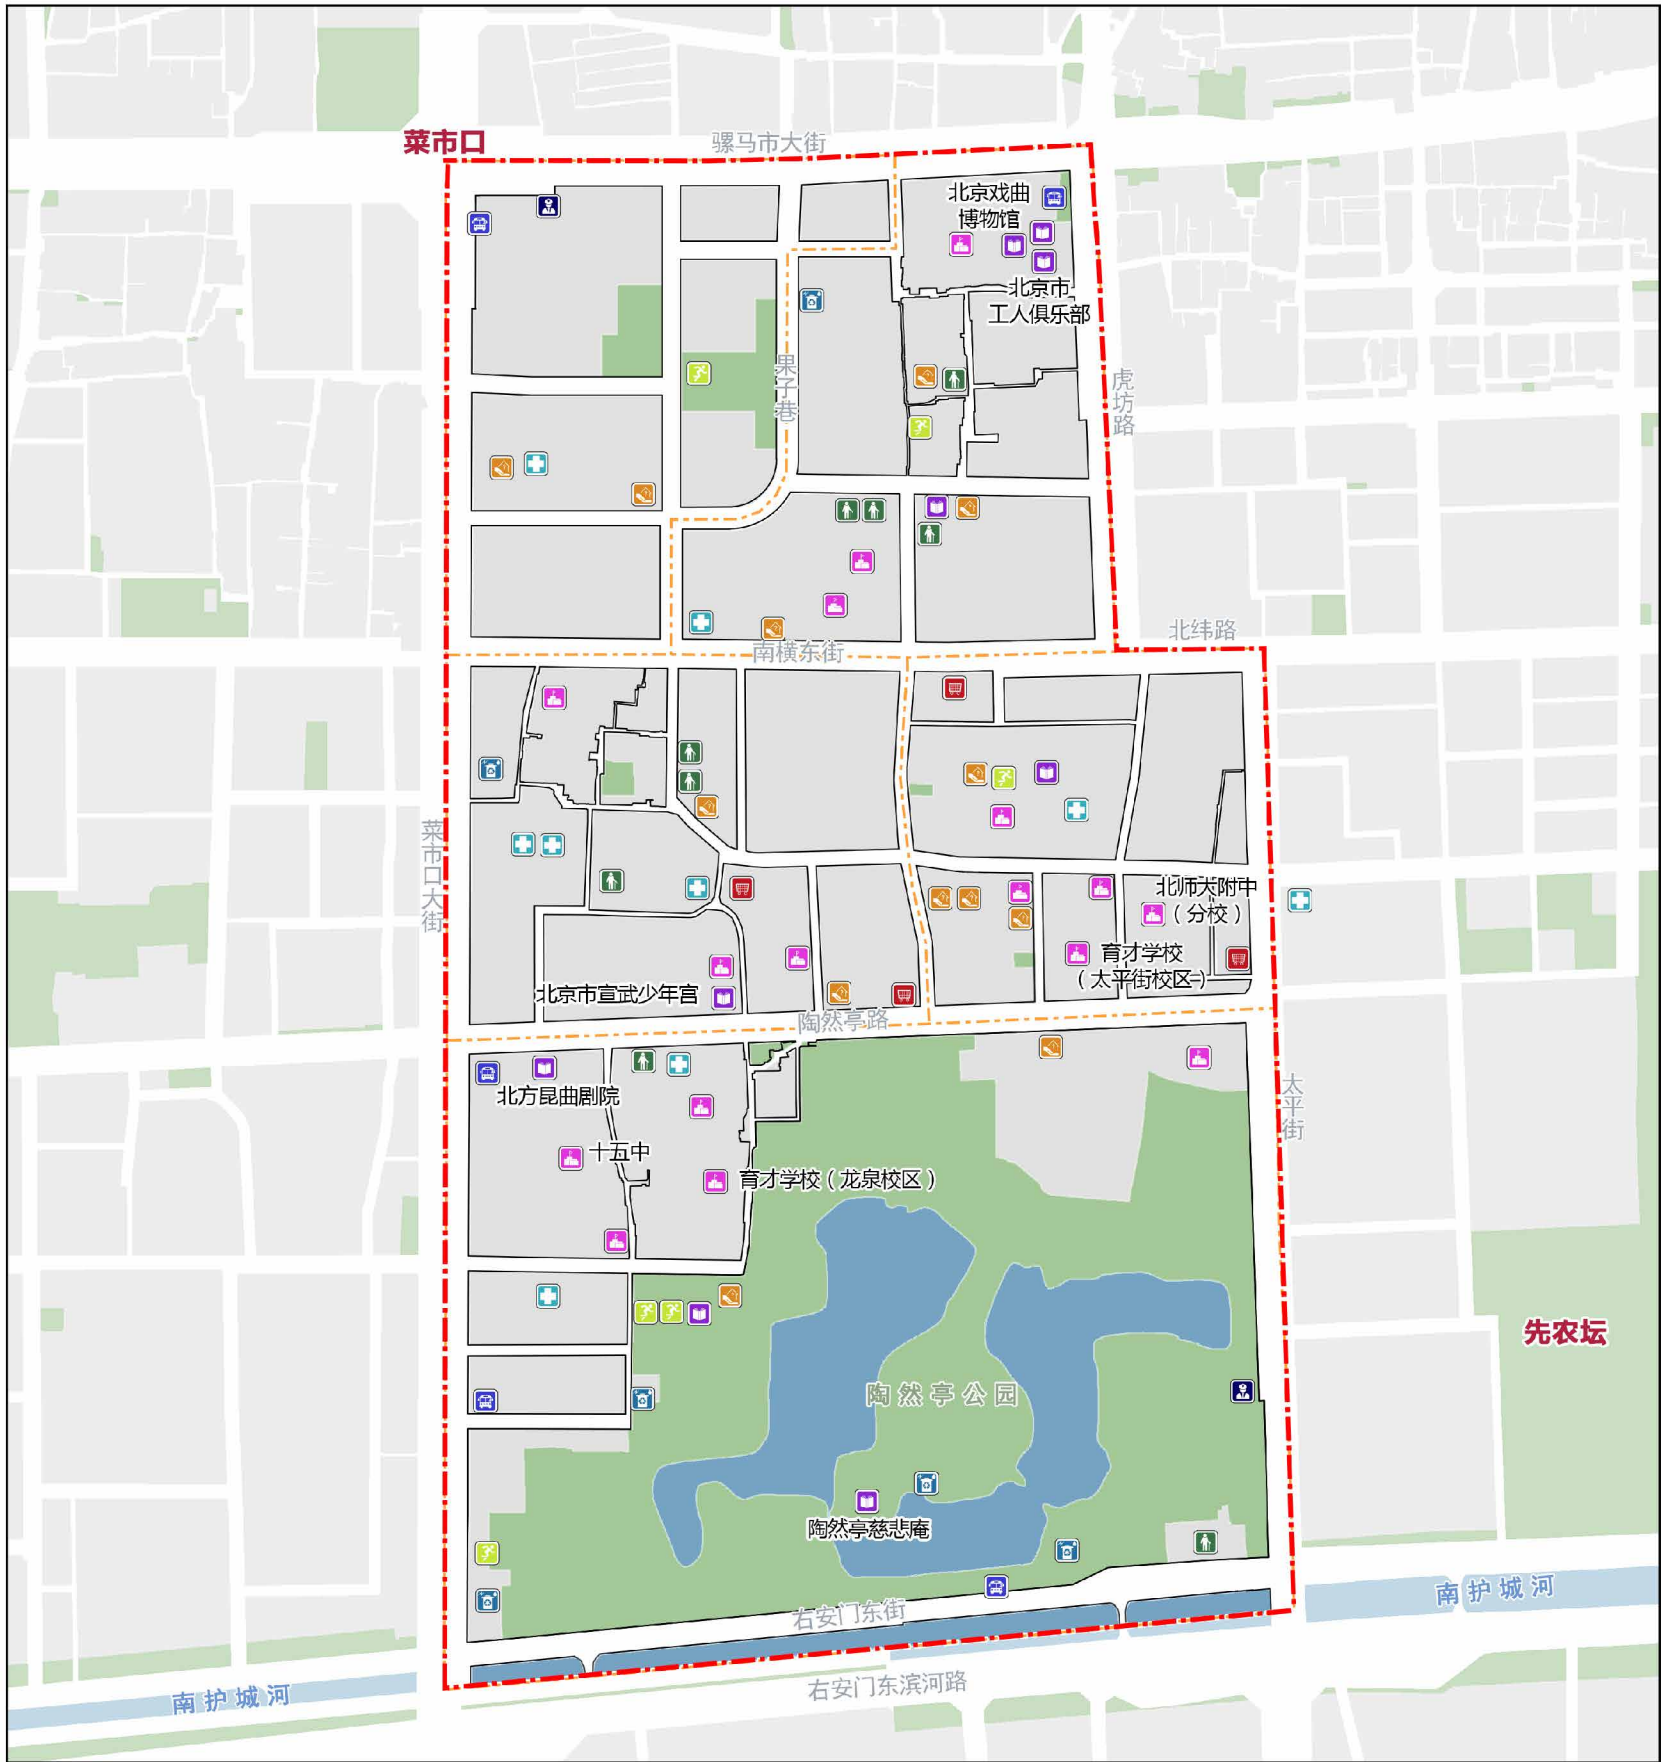 菜市口
骡马市大街
北京戏曲
博物馆
北京市
工人俱乐部
果子巷
虎坊路
北纬路
南横东街
菜市口大街
北师大附中
（分校）
育才学校
（太平街校区）
北京市宣武少年宫
陶然亭路
北方昆曲剧院
太平街
十五中
育才学校（龙泉校区）
先农坛
陶然亭公园
陶然亭慈悲庵
右安门东街
南护城河
南护城河
右安门东滨河路